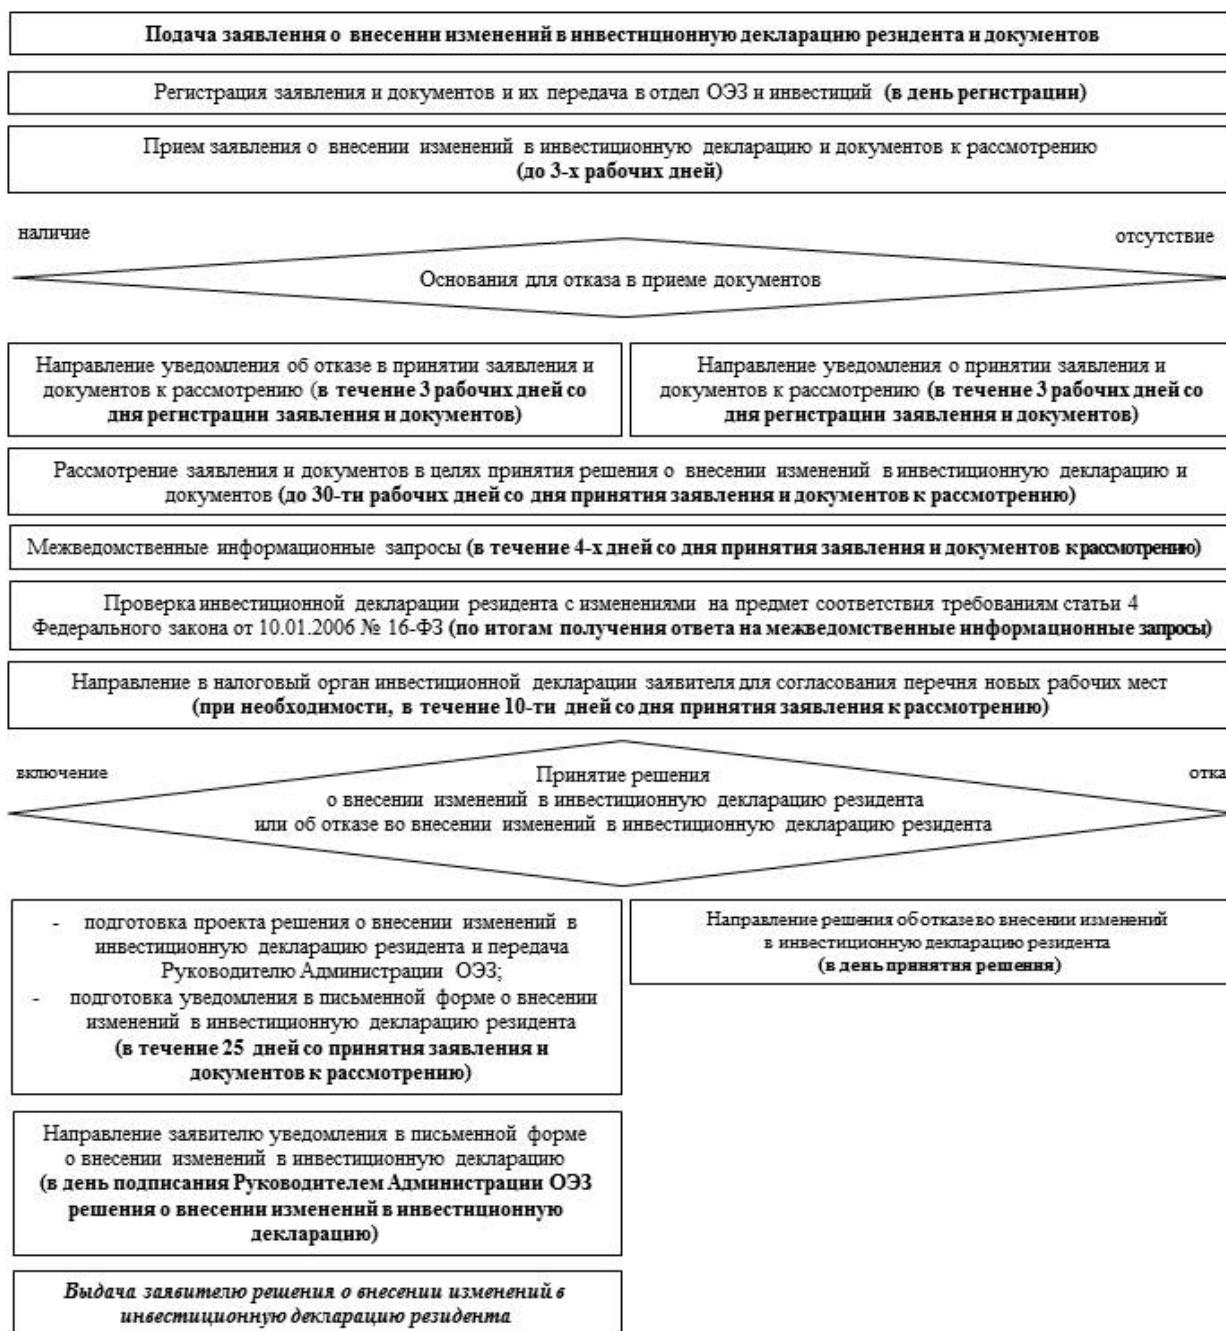 Подача заявления о внесении изменений в инвестиционную декларацию резидента и документов
Регистрация заявления и документов и их передача в отдел ОЭЗ и инвестиций (в день регистрации)
Прием заявления о внесении изменений в инвестиционную декларацию и документов к рассмотрению
(до 3-х рабочих дней)
наличие
отсутствие
Основания для отказа в приеме документов
Направление уведомления об отказе в принятии заявления и
документов к рассмотрению (в течение 3 рабочих дней со
дня регистрации заявления и документов)
Направление уведомления о принятии заявления и
документов к рассмотрению (в течение 3 рабочих дней со
дня регистрации заявления и документов)
Рассмотрение заявления и документов в целях принятия решения о внесении изменений в инвестиционную декларацию и
документов (до 30-ти рабочих дней со дня принятия заявления и документов к рассмотрению)
Межведомственные информационные запросы (в течение 4-х дней со дня принятия заявления и документов к рассмотрению)
Проверка инвестиционной декларации резидента с изменениями на предмет соответствия требованиям статьи 4
Федерального закона от 10.01.2006 № 16-ФЗ (по итогам получения ответа на межведомственные информационные запросы)
Направление в налоговый орган инвестиционной декларации заявителя для согласования перечня новых рабочих мест
(при необходимости, в течение 10-ти дней со дня принятия заявления к рассмотрению)
включение
отка
Принятие решения
о внесении изменений в инвестиционную декларацию резидента
или об отказе во внесении изменений в инвестиционную декларацию резидента
- подготовка проекта решения о внесении изменений в
инвестиционную декларацию резидента и передача
Руководителю Администрации ОЭЗ;
- подготовка уведомления в письменной форме о внесении
изменений в инвестиционную декларацию резидента
(в течение 25 дней со принятия заявления и
документов к рассмотрению)
Направление решения об отказе во внесении изменений
в инвестиционную декларацию резидента
(в день принятия решения)
Направление заявителю уведомления в письменной форме
о внесении изменений в инвестиционную декларацию
(в день подписания Руководителем Администрации ОЭЗ
решения о внесении изменений в инвестиционную
декларацию)
Выдача заявителю решения о внесении изменений в
инвестиционную декларацию резидента